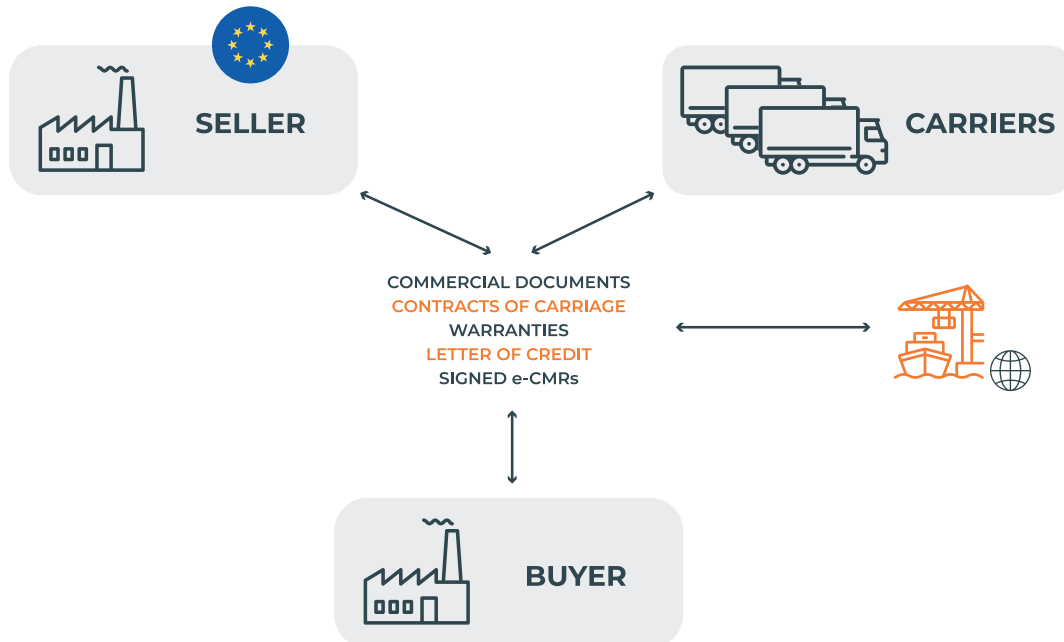 SELLER
CARRIERS
COMMERCIAL DOCUMENTS
CONTRACTS OF CARRIAGE
WARRANTIES
LETTER OF CREDIT
SIGNED e-CMRs
BUYER